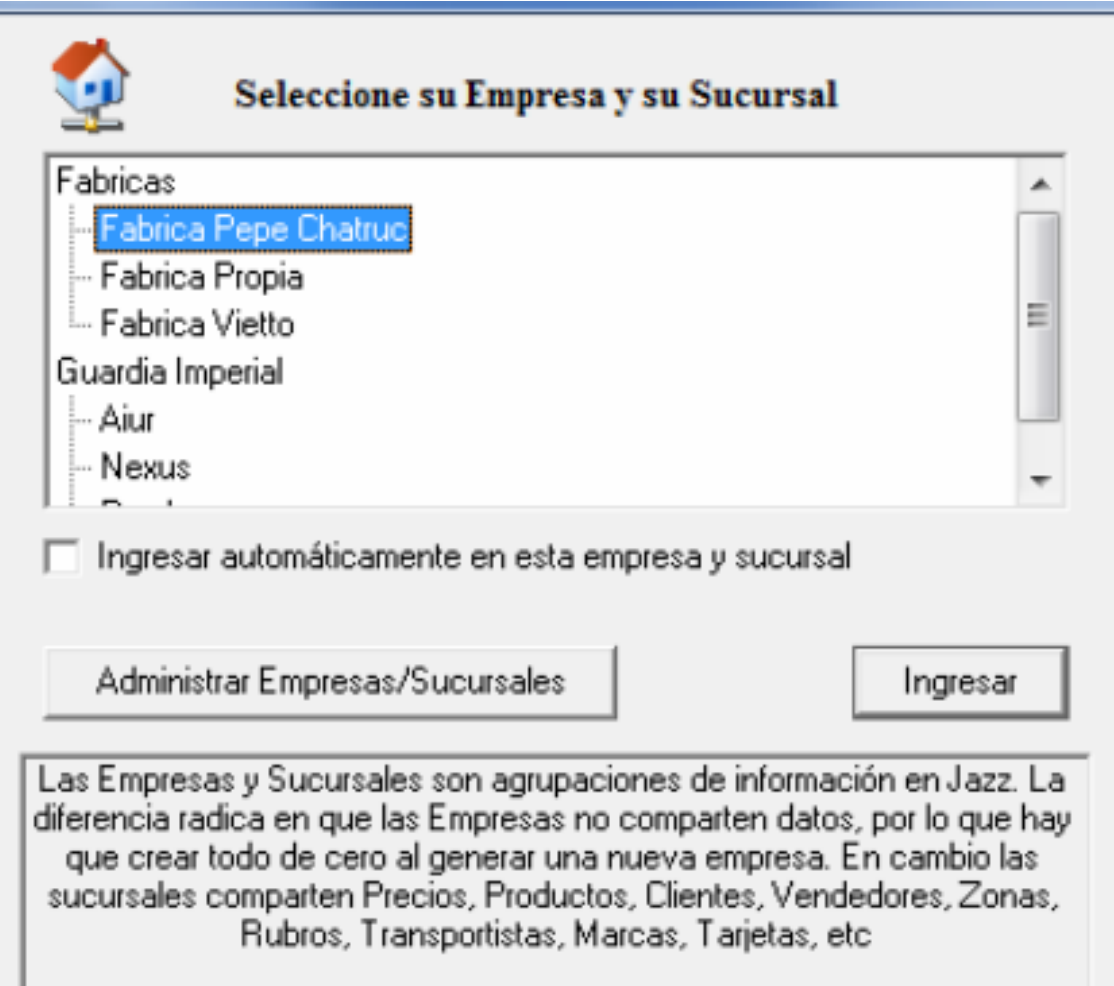 Seleccione su Empresa y su Sucursal
Fabricas
Fabrica Pepe Chatruc
Fabrica Propia
Fabrica Vietto
Guardia Imperial
Aiur
Nexus
Ingresar automáticamente en esta empresa y sucursal
Administrar Empresas/Sucursales
Ingresar
Las Empresas y Sucursales son agrupaciones de información en Jazz. La
diferencia radica en que las Empresas no comparten datos, por lo que hay
que crear todo de cero al generar una nueva empresa. En cambio las
sucursales comparten Precios, Productos, Clientes, Vendedores, Zonas,
Rubros, Transportistas, Marcas, Tarjetas, etc